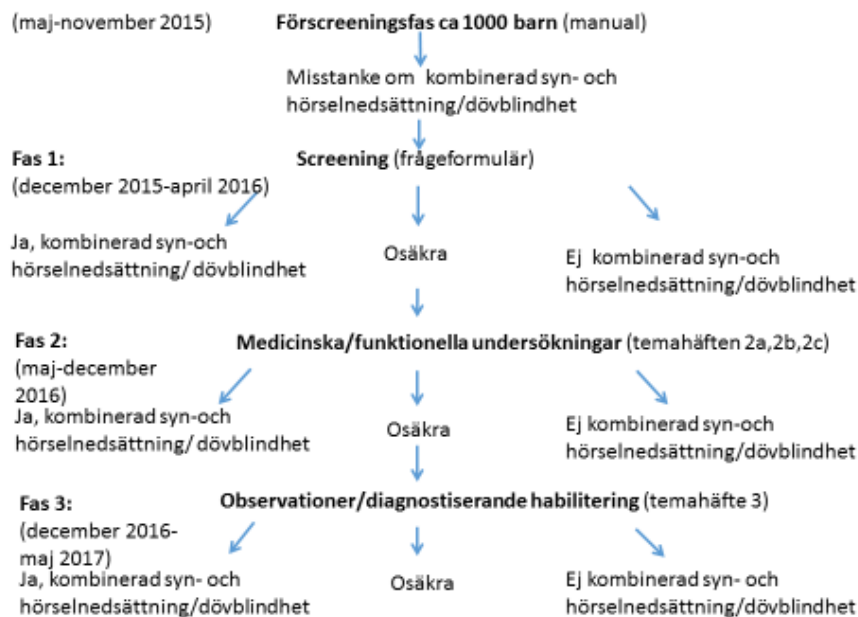 (maj-november 2015)
Förscreeningsfas ca 1000 barn (manual)
Misstanke om kombinerad syn- och
hörselnedsättning/dövblindhet
Fas 1:
(december 2015-april 2016)
Screening (frågeformulär)
Ja, kombinerad syn-och
hörselnedsättning/ dövblindhet
Osäkra
Ej kombinerad syn-och
hörselnedsättning/dövblindhet
Fas 2:
(maj-december
2016)
Medicinska/funktionella undersökningar (temahäften 2a,2b,2c)
Ja, kombinerad syn-och
hörselnedsättning/ dövblindhet
Osäkra
Ej kombinerad syn-och
hörselnedsättning/dövblindhet
Fas 3:
(december 2016-
maj 2017)
Observationer/diagnostiserande habilitering (temahäfte 3)
Ja, kombinerad syn- och
hörselnedsättning/dövblindhet
Osäkra
Ej kombinerad syn- och
hörselnedsättning/dövblindhet